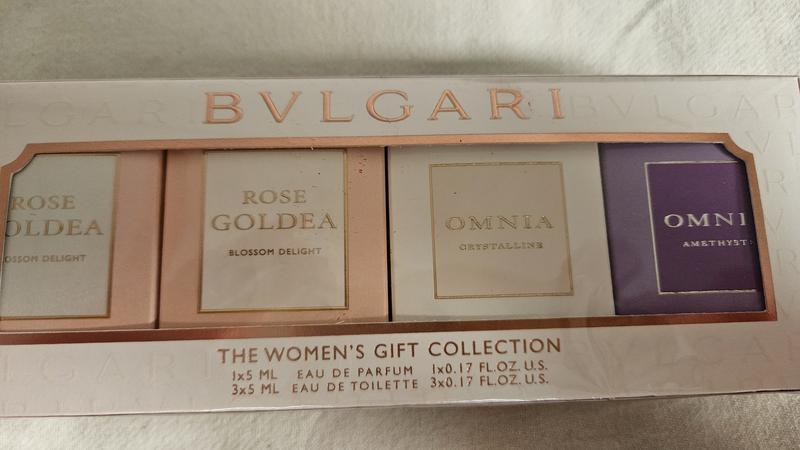 BVLGARI
ROSE
OLDEA
OSSOM DELIGHT
ROSE
GOLDEA
BLOSSOM DELIGHT
OMNIA
CRYSTALLINE
OMNI
AMETHYST
THE WOMEN'S GIFT COLLECTION
1x5 ML EAU DE PARFUM 1x0.17 FL.OZ. U.S.
3x5 ML EAU DE TOILETTE 3x0.17 FL.OZ. U.S.